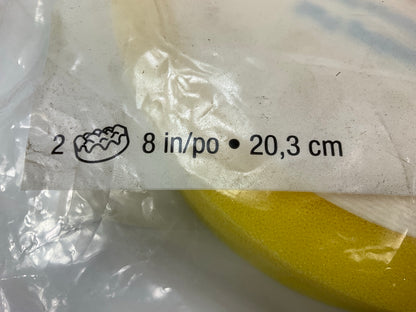 2 8 in/po • 20,3 cm